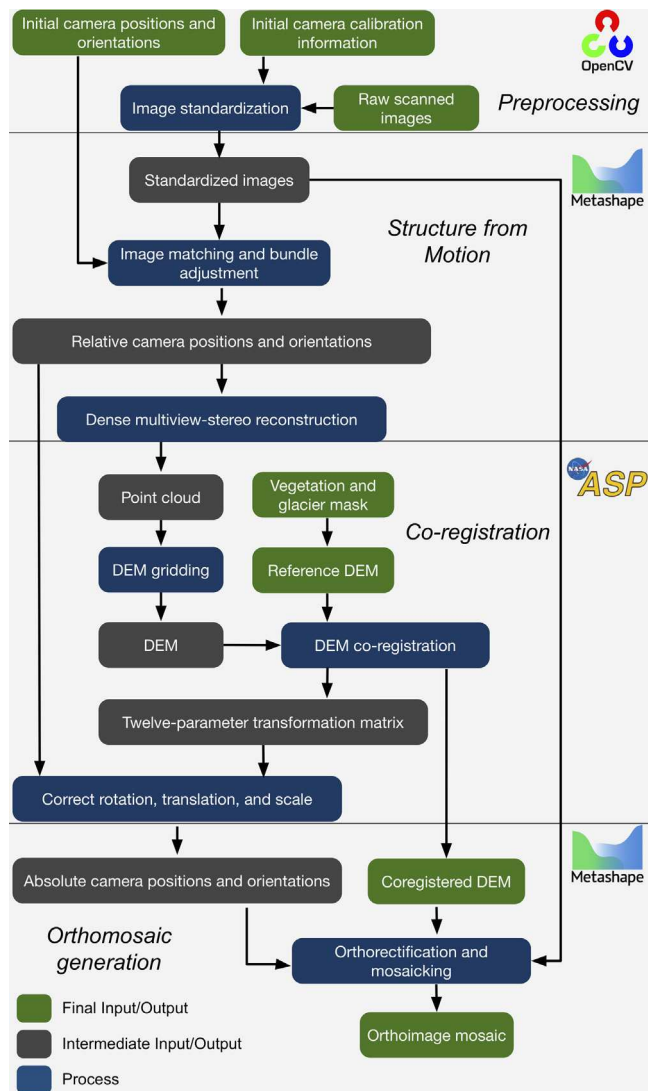 Initial camera positions and
orientations
Initial camera calibration
information
OpenCV
Image standardization
Raw scanned
images
Preprocessing
Standardized images
Metashape
Structure from
Motion
Image matching and bundle
adjustment
Relative camera positions and orientations
Dense multiview-stereo reconstruction
NASA
ASP
Point cloud
Vegetation and
glacier mask
Co-registration
DEM gridding
Reference DEM
DEM
DEM co-registration
Twelve-parameter transformation matrix
Correct rotation, translation, and scale
Metashape
Absolute camera positions and orientations
Coregistered DEM
Orthomosaic
generation
Orthorectification and
mosaicking
Final Input/Output
Orthoimage mosaic
Intermediate Input/Output
Process